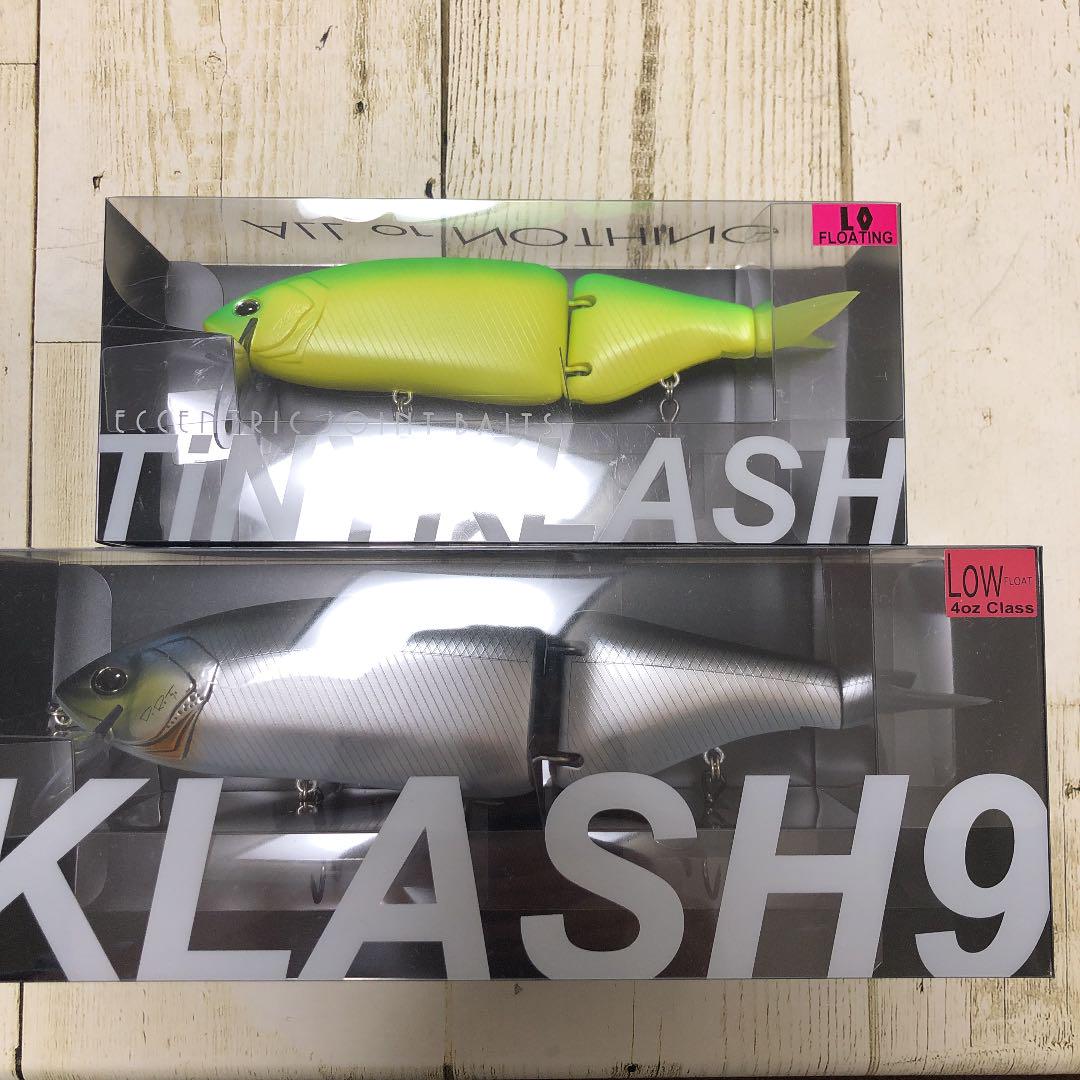 ALL or NOTHING
LO
FLOATING
ECCENTRIC JOINT BAITS
TiNY KLASH
LOW FLOAT
4oz Class
KLASH9